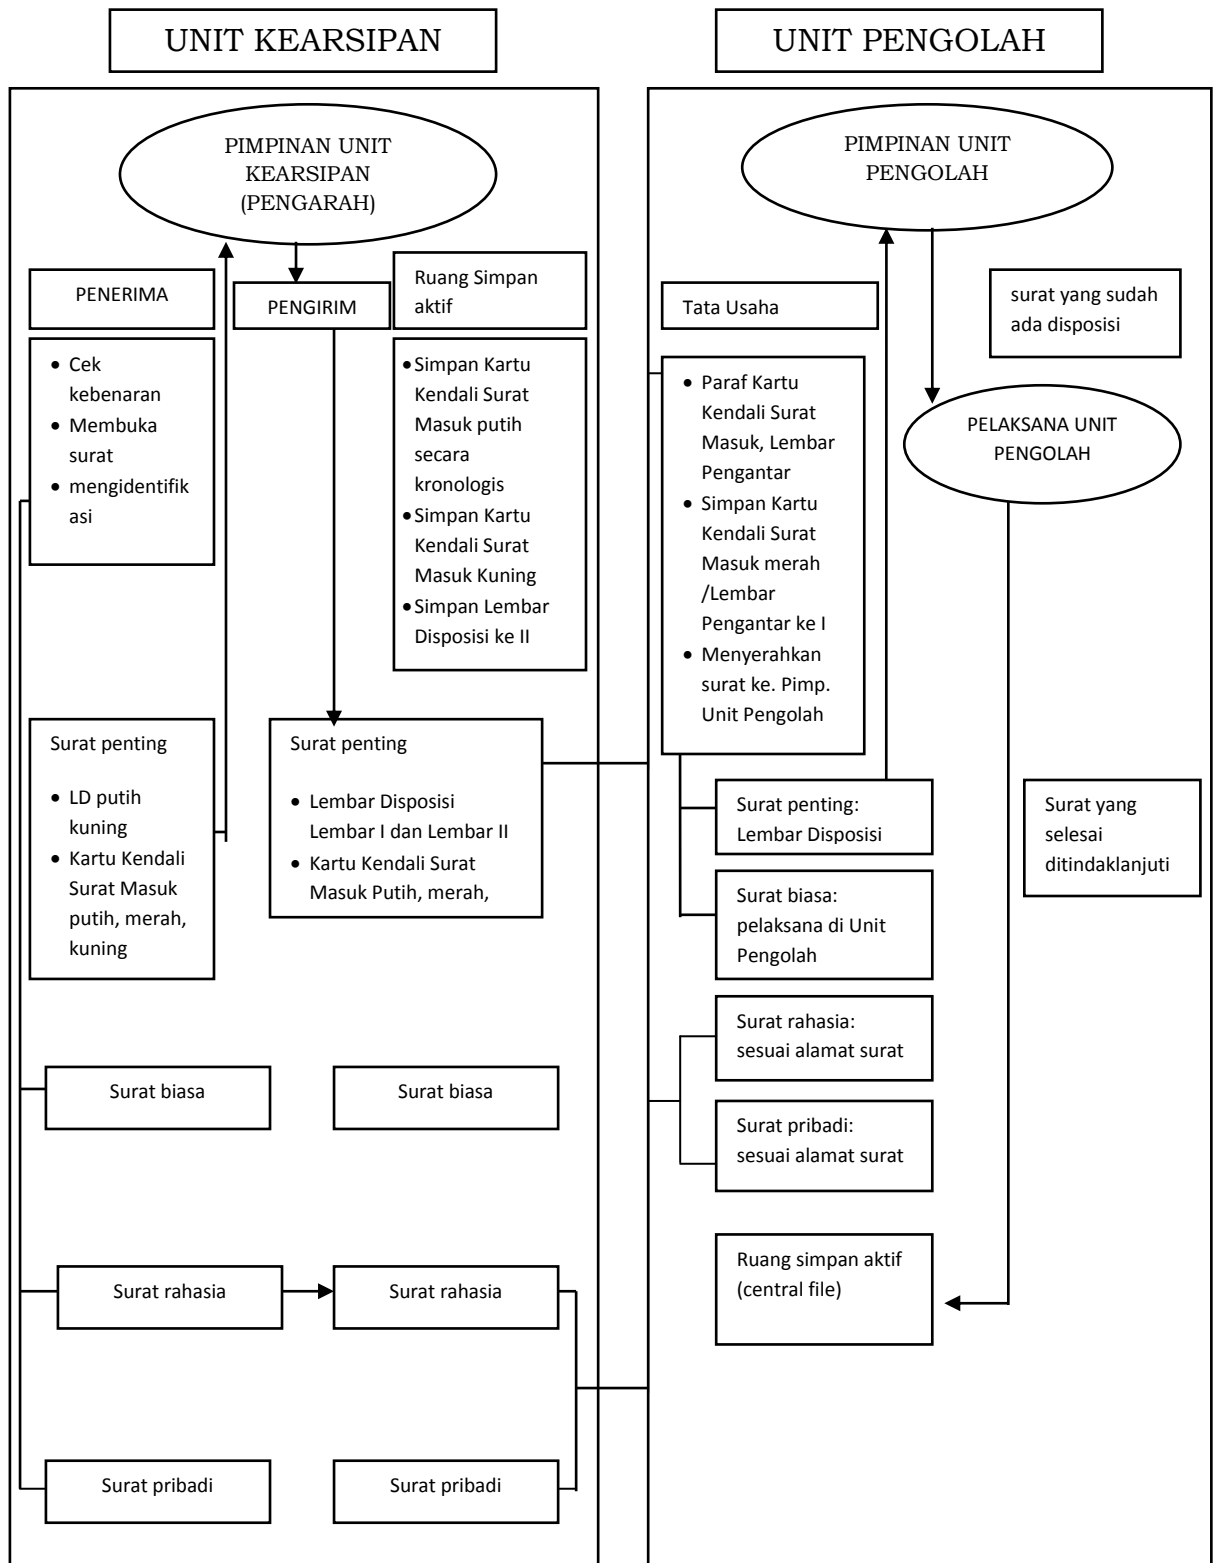 UNIT KEARSIPAN
UNIT PENGOLAH
PIMPINAN UNIT
KEARSIPAN
(PENGARAH)
PENERIMA
PENGIRIM
Ruang Simpan
aktif
• Cek
kebenaran
• Membuka
surat
• mengidentifik
asi
• Simpan Kartu
Kendali Surat
Masuk putih
secara
kronologis
• Simpan Kartu
Kendali Surat
Masuk Kuning
• Simpan Lembar
Disposisi ke II
Surat penting
• LD putih
kuning
• Kartu Kendali
Surat Masuk
putih, merah,
kuning
Surat penting
• Lembar Disposisi
Lembar I dan Lembar II
• Kartu Kendali Surat
Masuk Putih, merah,
Surat biasa
Surat biasa
Surat rahasia
Surat rahasia
Surat pribadi
Surat pribadi
PIMPINAN UNIT
PENGOLAH
Tata Usaha
surat yang sudah
ada disposisi
• Paraf Kartu
Kendali Surat
Masuk, Lembar
Pengantar
• Simpan Kartu
Kendali Surat
Masuk merah
/Lembar
Pengantar ke I
• Menyerahkan
surat ke. Pimp.
Unit Pengolah
PELAKSANA UNIT
PENGOLAH
Surat penting:
Lembar Disposisi
Surat yang
selesai
ditindaklanjuti
Surat biasa:
pelaksana di Unit
Pengolah
Surat rahasia:
sesuai alamat surat
Surat pribadi:
sesuai alamat surat
Ruang simpan aktif
(central file)